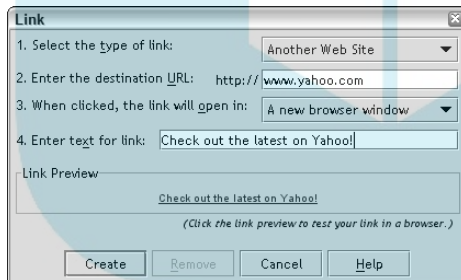 Link
1. Select the type of link: Another Web Site
2. Enter the destination URL: http:// www.yahoo.com
3. When clicked, the link will open in: A new browser window
4. Enter text for link: Check out the latest on Yahoo!
Link Preview
Check out the latest on Yahoo!
(Click the link preview to test your link in a browser.)
Create Remove Cancel Help